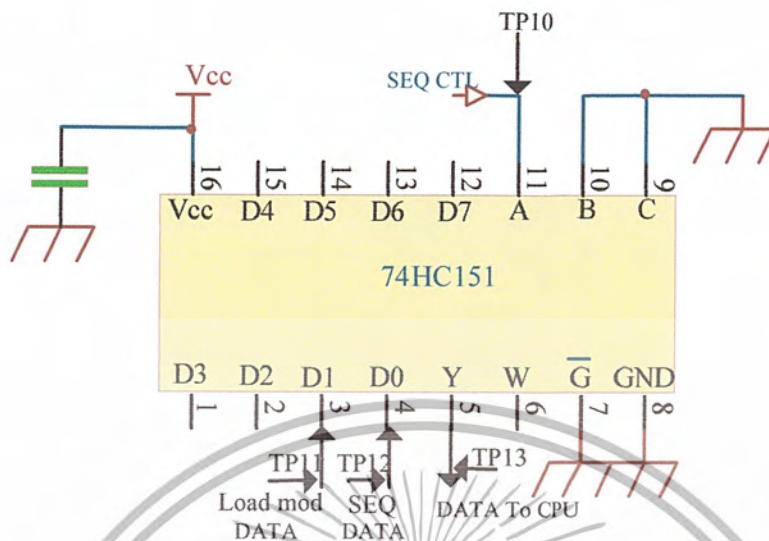 TP10
Vcc
SEQ CTL
16 15 14 13 12 11 10 9
Vcc D4 D5 D6 D7 A B C
74HC151
D3 D2 D1 D0 Y W G GND
1 2 3 4 5 6 7 8
TP11 TP12 TP13
Load mod SEQ DATA To CPU
DATA DATA